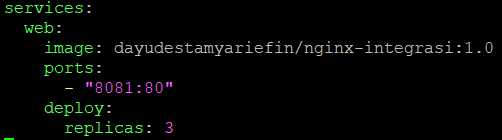 services:
  web:
    image: dayudestamyariefin/nginx-integrasi:1.0
    ports:
      - "8081:80"
    deploy:
      replicas: 3